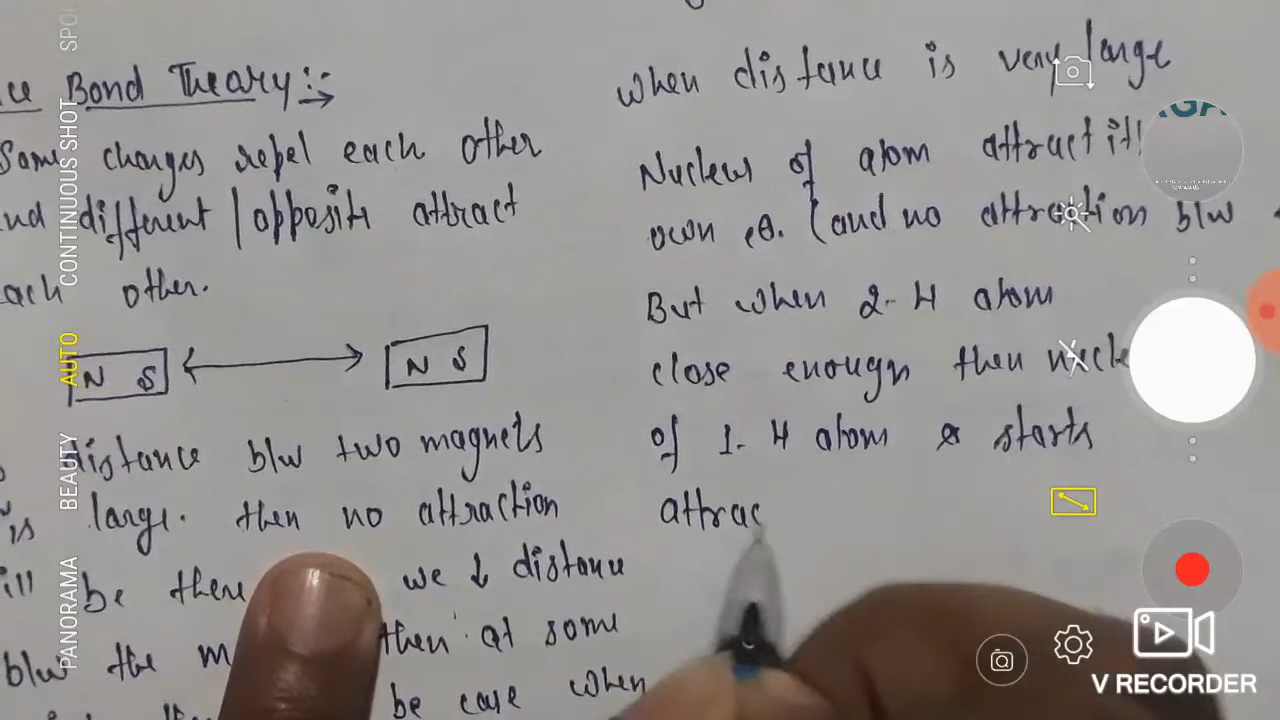 Bond Theory:→
Same charges repel each other
different / opposite attract
each other.
N S
N S
distance b/w two magnets
is large. then no attraction
be there we ↓ distance
b/w the then at some
be case when
when distance is very large
Nucleus of atom attract it
own e⊖. (and no attraction b/w
But when 2-H atom
close enough then
of 1-H atom starts
attrac
PANORAMA BEAUTY AUTO CONTINUOUS SHOT
V RECORDER